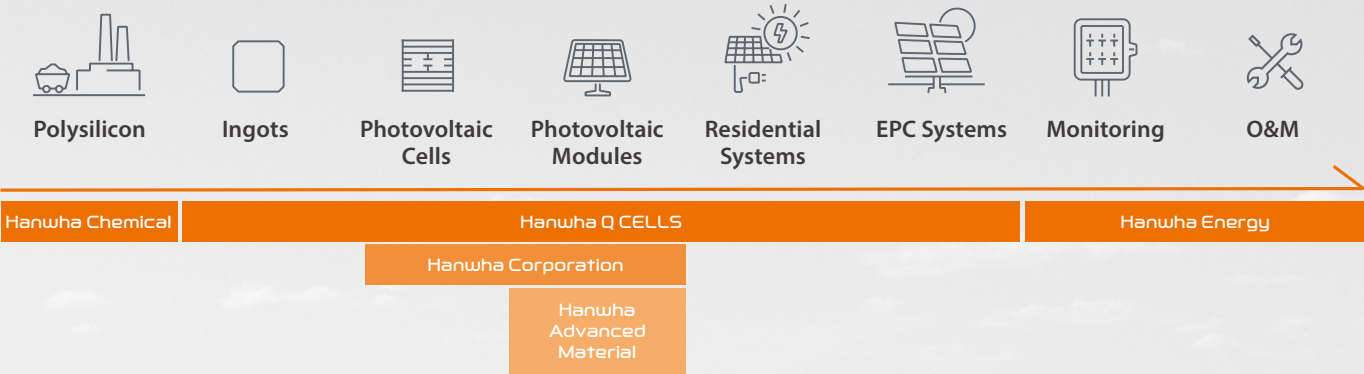 Polysilicon
Ingots
Photovoltaic
Cells
Photovoltaic
Modules
Residential
Systems
EPC Systems
Monitoring
O&M
Hanwha Chemical
Hanwha Q CELLS
Hanwha Energy
Hanwha Corporation
Hanwha
Advanced
Material